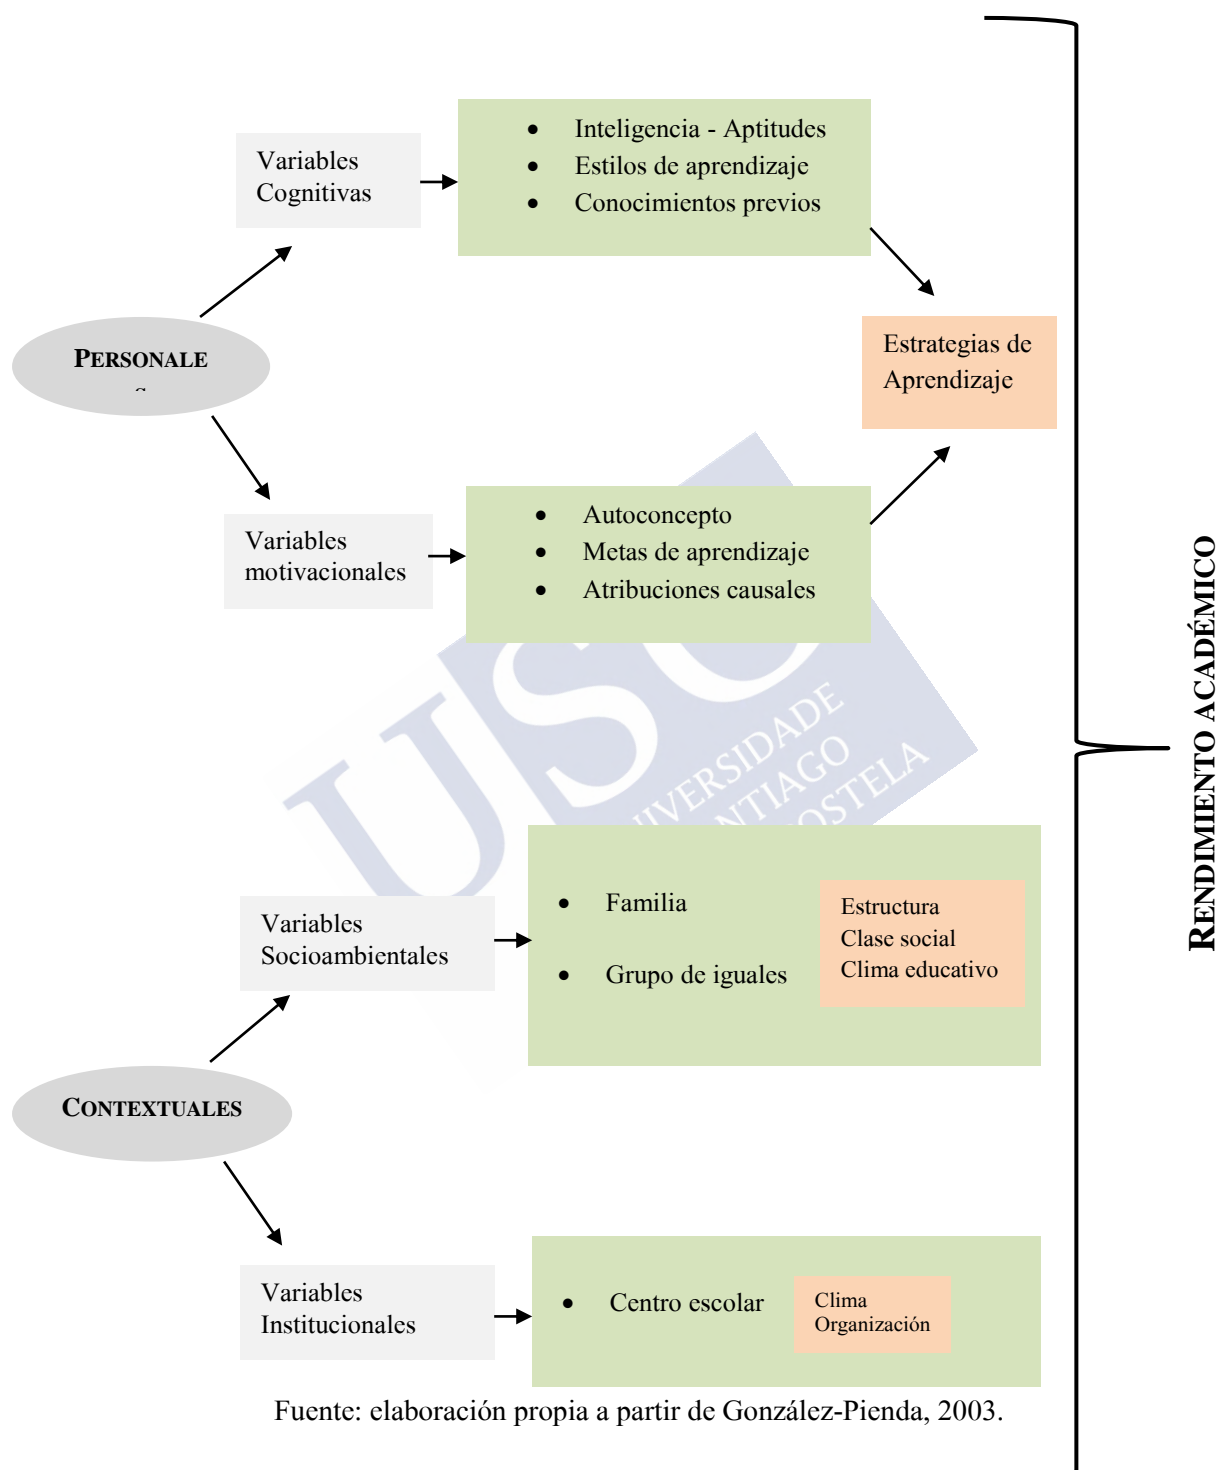 Variables
Cognitivas
• Inteligencia - Aptitudes
• Estilos de aprendizaje
• Conocimientos previos
PERSONALE
Estrategias de
Aprendizaje
Variables
motivacionales
• Autoconcepto
• Metas de aprendizaje
• Atribuciones causales
RENDIMIENTO ACADÉMICO
Variables
Socioambientales
• Familia
• Grupo de iguales
Estructura
Clase social
Clima educativo
CONTEXTUALES
Variables
Institucionales
• Centro escolar
Clima
Organización
Fuente: elaboración propia a partir de González-Pienda, 2003.